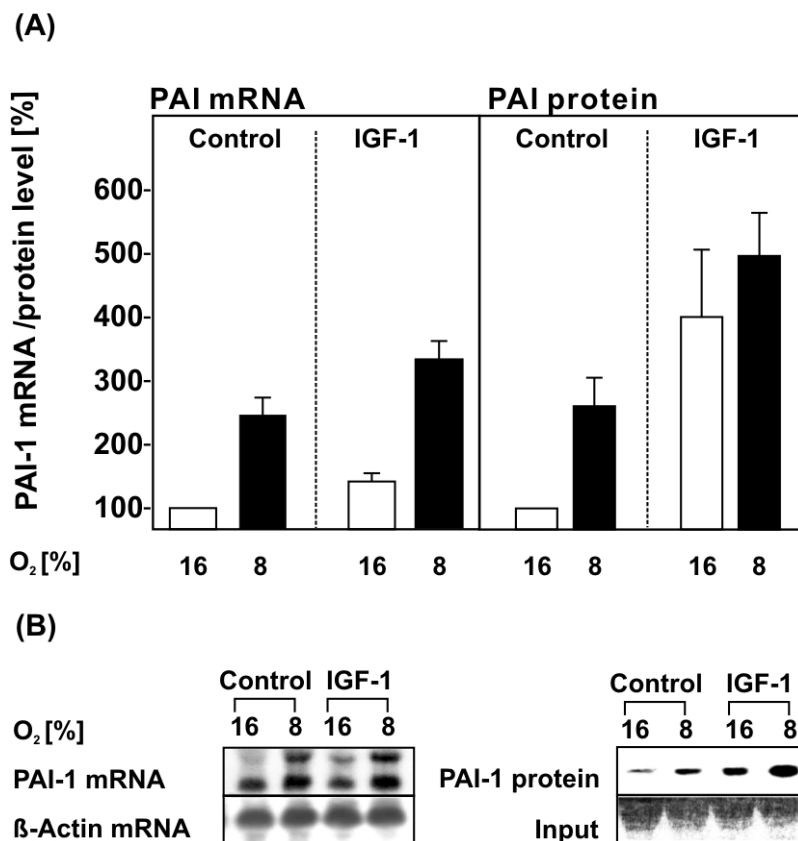 (A)
PAI mRNA PAI protein
Control IGF-1 Control IGF-1
PAI-1 mRNA /protein level [%]
600-
500-
400-
300-
200-
100-
O₂ [%] 16 8 16 8 16 8 16 8
(B)
Control IGF-1
O₂ [%] 16 8 16 8
PAI-1 mRNA
ß-Actin mRNA
Control IGF-1
16 8 16 8
PAI-1 protein
Input